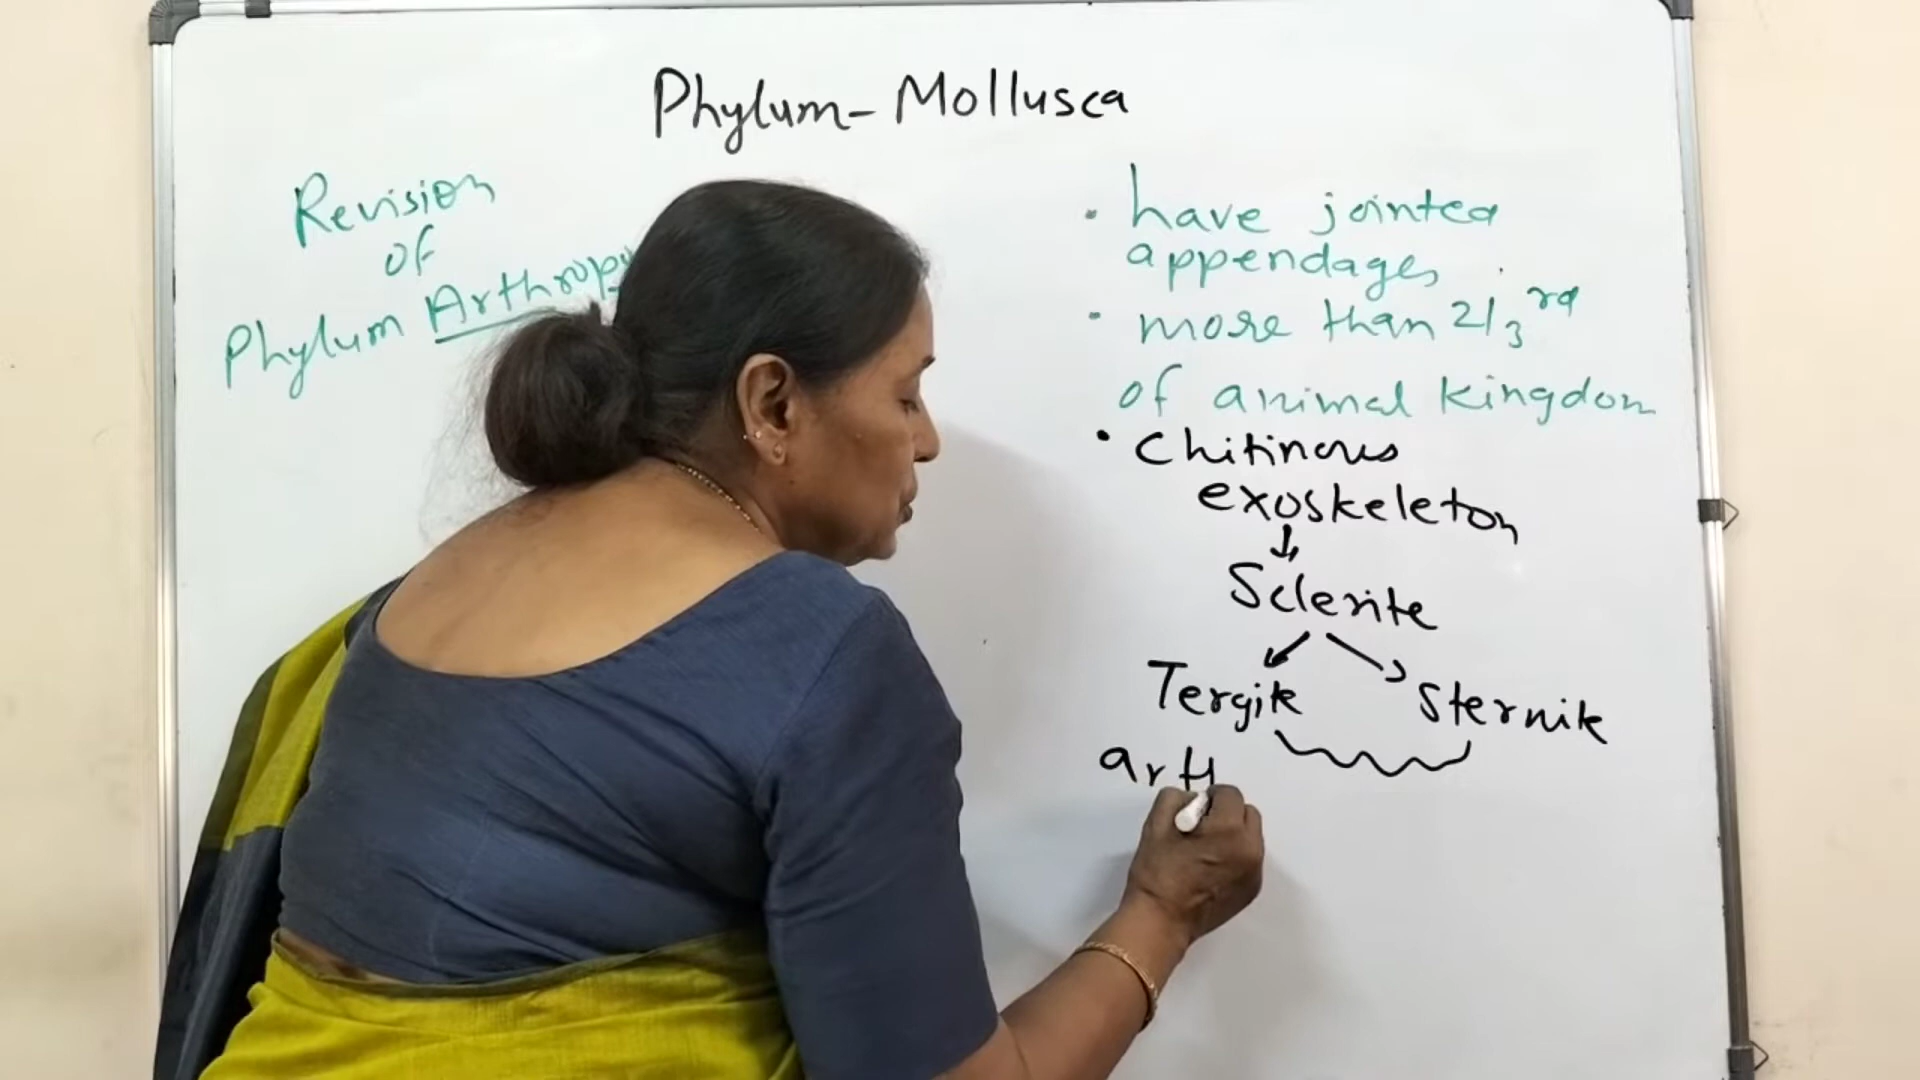 Phylum - Mollusca
Revision
of
Phylum Arthrop
• have jointed
appendages
• more than 2/3rd
of animal kingdom
• Chitinous
exoskeleton
↓
Sclerite
Tergite Sternite
arth